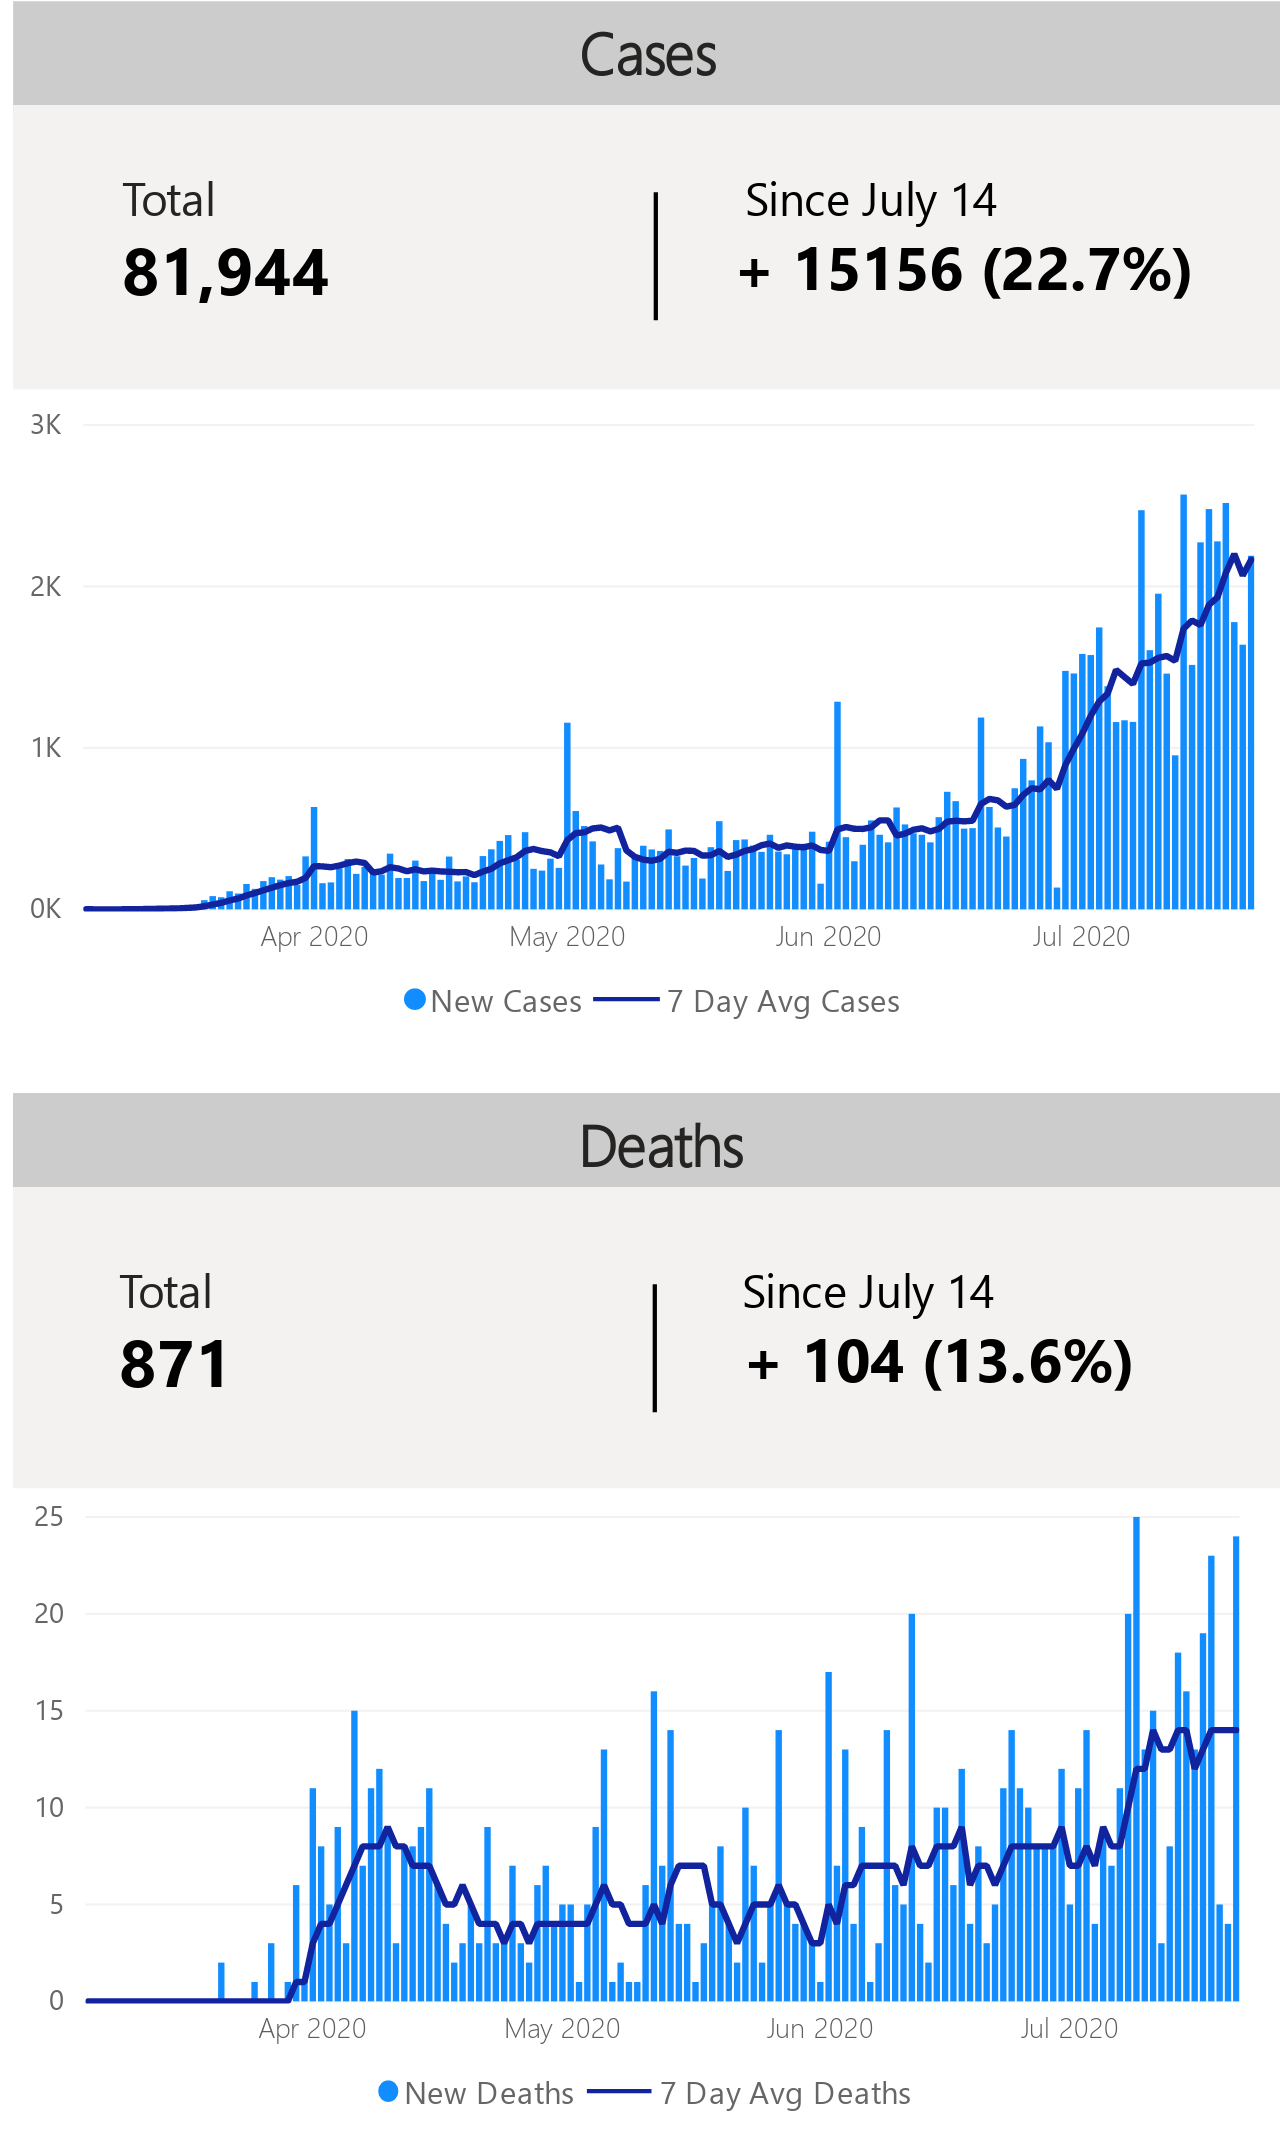 Cases
Total
Since July 14
81,944
+ 15156 (22.7%)
3K
2K
1K
0K
Apr 2020
May 2020
Jun 2020
Jul 2020
New Cases
7 Day Avg Cases
Deaths
Total
Since July 14
871
+ 104 (13.6%)
25
20
15
10
5
0
Apr 2020
May 2020
Jun 2020
Jul 2020
New Deaths
7 Day Avg Deaths